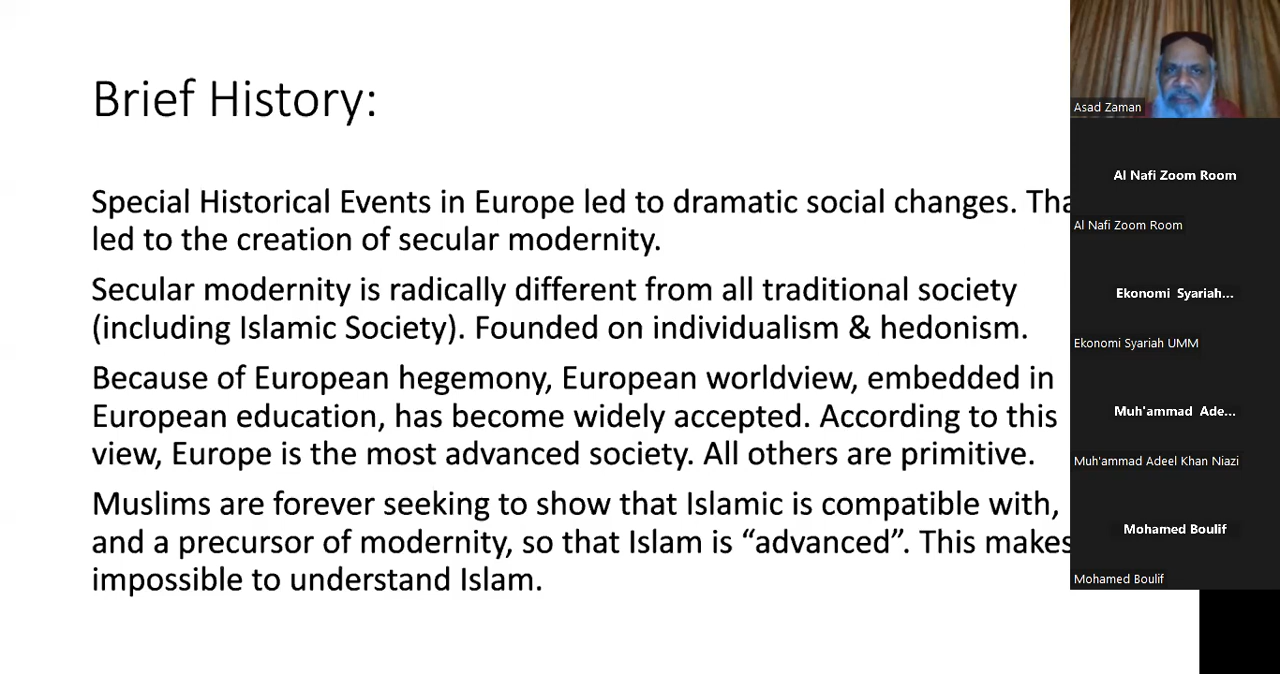 Brief History:
Special Historical Events in Europe led to dramatic social changes.
led to the creation of secular modernity.
Secular modernity is radically different from all traditional society
(including Islamic Society). Founded on individualism & hedonism.
Because of European hegemony, European worldview, embedded in
European education, has become widely accepted. According to this
view, Europe is the most advanced society. All others are primitive.
Muslims are forever seeking to show that Islamic is compatible with,
and a precursor of modernity, so that Islam is “advanced”. This makes
impossible to understand Islam.
Asad Zaman
Al Nafi Zoom Room
Al Nafi Zoom Room
Ekonomi Syariah...
Ekonomi Syariah UMM
Muh'ammad Ade...
Muh'ammad Adeel Khan Niazi
Mohamed Boulif
Mohamed Boulif